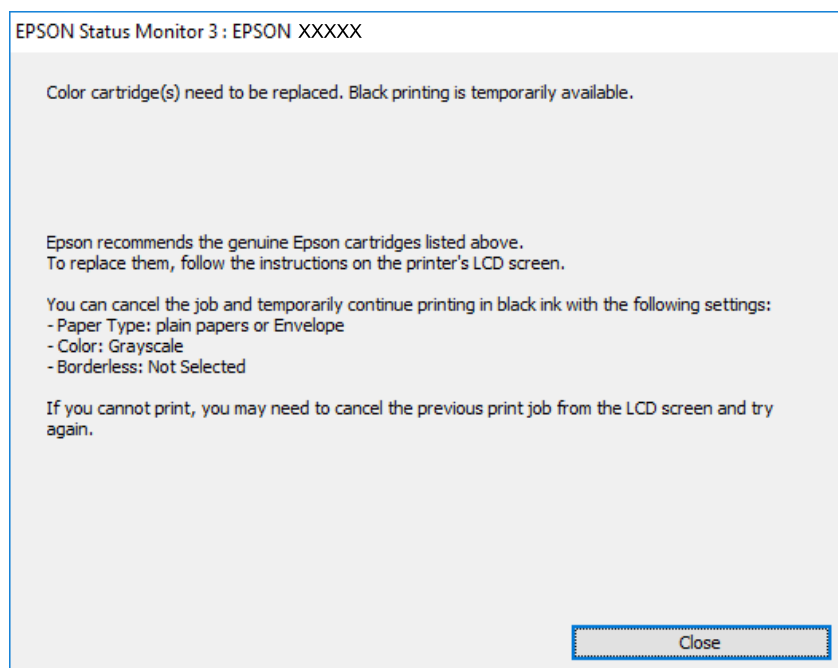 EPSON Status Monitor 3 : EPSON XXXXX
Color cartridge(s) need to be replaced. Black printing is temporarily available.
Epson recommends the genuine Epson cartridges listed above.
To replace them, follow the instructions on the printer's LCD screen.
You can cancel the job and temporarily continue printing in black ink with the following settings:
- Paper Type: plain papers or Envelope
- Color: Grayscale
- Borderless: Not Selected
If you cannot print, you may need to cancel the previous print job from the LCD screen and try
again.
Close